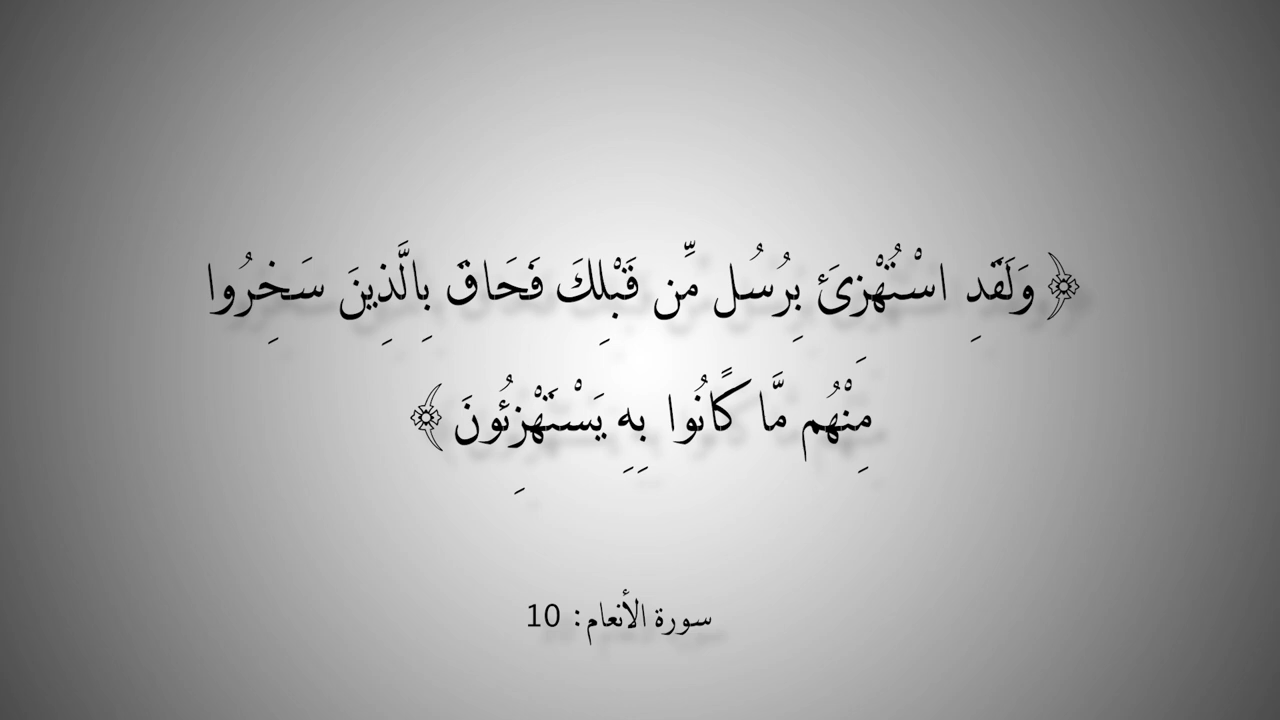 ﴿ وَلَقَدِ اسْتُهْزِئَ بِرُسُل مِّن قَبْلِكَ فَحَاقَ بِالَّذِينَ سَخِرُوا
مِنْهُم مَّا كَانُوا بِهِ يَسْتَهْزِئُونَ ﴾
سورة الأنعام: 10